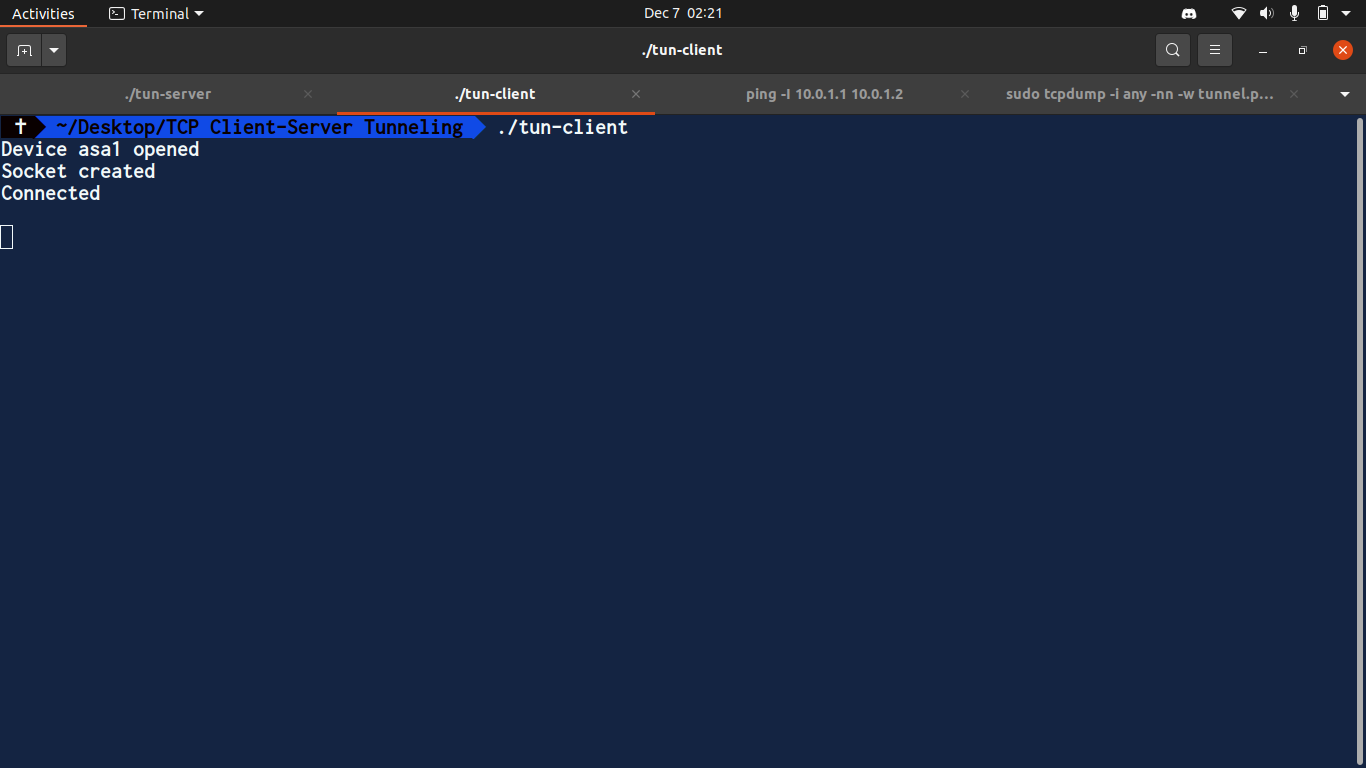 Activities Terminal Dec 7 02:21
./tun-client
./tun-server ./tun-client ping -I 10.0.1.1 10.0.1.2 sudo tcpdump -i any -nn -w tunnel.p...
✝ ~/Desktop/TCP Client-Server Tunneling ./tun-client
Device asa1 opened
Socket created
Connected